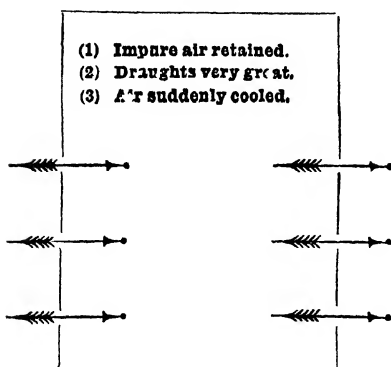 (1) Impure air retained.
(2) Draughts very great.
(3) Air suddenly cooled.